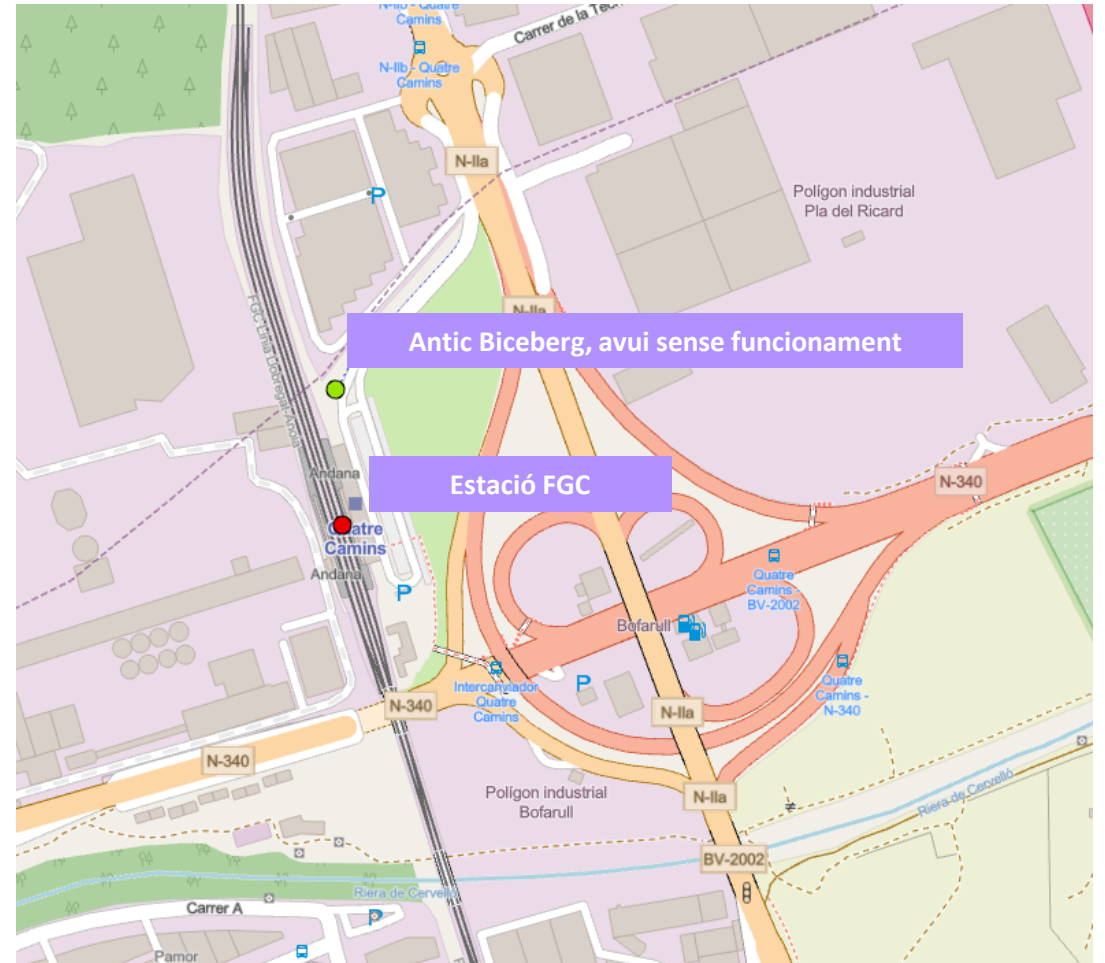 N-IIb - Quatre
Camins
Carrer de la Tecn
N-IIb - Quatre
Camins
N-IIa
P
Polígon industrial
Pla del Ricard
N-IIa
FGC Línia Llobregat-Anoia
Antic Biceberg, avui sense funcionament
Andana
Estació FGC
N-340
Quatre
Camins
Andana
P
Quatre
Camins -
BV-2002
Bofarull
Intercanviador
Quatre
Camins
P
Quatre
Camins -
N-340
N-340
N-IIa
N-340
Polígon industrial
Bofarull
N-IIa
Riera de Cervelló
BV-2002
Riera de Cervelló
Carrer A
P
Pamor